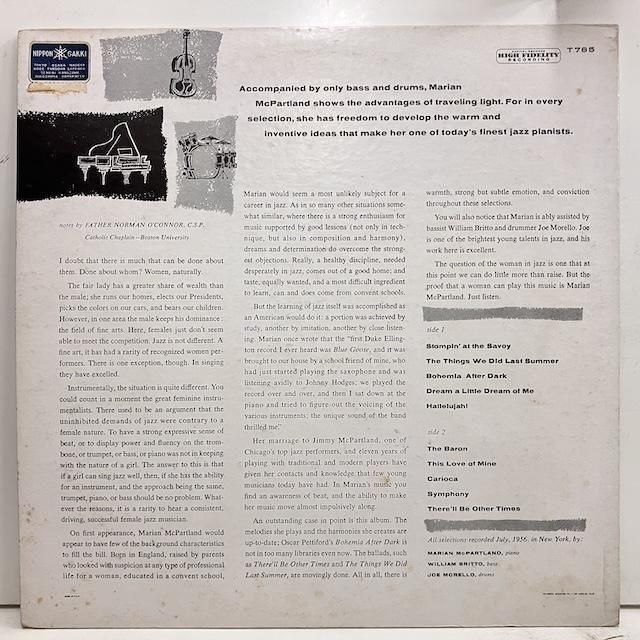 NIPPON GAKKI
TOKYO OSAKA NAGOYA
KOBE FUKUOKA SAPPORO
HIGH FIDELITY
RECORDING
T765
Accompanied by only bass and drums, Marian
McPartland shows the advantages of traveling light. For in every
selection, she has freedom to develop the warm and
inventive ideas that make her one of today's finest jazz pianists.
notes by FATHER NORMAN O'CONNOR, C.S.P.
Catholic Chaplain—Boston University
I doubt that there is much that can be done about
them. Done about whom? Women, naturally.
The fair lady has a greater share of wealth than
the male; she runs our homes, elects our Presidents,
picks the colors on our cars, and bears our children.
However, in one area the male keeps his dominance:
the field of fine arts. Here, females just don't seem
able to meet the competition. Jazz is not different. A
fine art, it has had a rarity of recognized women per-
formers. There is one exception, though. In singing
they have excelled.
Instrumentally, the situation is quite different. You
could count in a moment the great feminine instru-
mentalists. There used to be an argument that the
uninhibited demands of jazz were contrary to a
female nature. To have a strong expressive sense of
beat, or to display power and fluency on the trom-
bone, or trumpet, or bass, or piano was not in keeping
with the nature of a girl. The answer to this is that
if a girl can sing jazz well, then, if she has the ability
for an instrument, and the approach being the same,
trumpet, piano, or bass should be no problem. What-
ever the reasons, it is a rarity to hear a consistent,
driving, successful female jazz musician.
On first appearance, Marian McPartland would
appear to have few of the background characteristics
to fill the bill. Born in England, raised by parents
who looked with suspicion at any type of professional
life for a woman, educated in a convent school,
Marian would seem a most unlikely subject for a
career in jazz. As in so many other situations some-
what similar, where there is a strong enthusiasm for
music supported by good lessons (not only in tech-
nique, but also in composition and harmony),
dreams and determination do overcome the strong-
est objections. Really, a healthy discipline, needed
desperately in jazz, comes out of a good home; and
taste, equally wanted, and a most difficult ingredient
to learn, can and does come from convent schools.
But the learning of jazz itself was accomplished as
an American would do it: a portion was achieved by
study, another by imitation, another by close listen-
ing. Marian once wrote that the "first Duke Elling-
ton record I ever heard was Blue Goose, and it was
brought to our house by a school friend of mine, who
had just started playing the saxophone and was
listening avidly to Johnny Hodges; we played the
record over and over, and then I sat down at the
piano and tried to figure out the voicing of the
various instruments; the unique sound of the band
thrilled me."
Her marriage to Jimmy McPartland, one of
Chicago's top jazz performers, and eleven years of
playing with traditional and modern players have
given her contacts and knowledge that few young
musicians today have had. In Marian's music you
find an awareness of beat, and the ability to make
her music move almost impulsively along.
An outstanding case in point is this album. The
melodies she plays and the harmonies she creates are
up-to-date; Oscar Pettiford's Bohemia After Dark is
not in too many libraries even now. The ballads, such
as There'll Be Other Times and The Things We Did
Last Summer, are movingly done. All in all, there is
warmth, strong but subtle emotion, and conviction
throughout these selections.
You will also notice that Marian is ably assisted by
bassist William Britto and drummer Joe Morello. Joe
is one of the brightest young talents in jazz, and his
work here is excellent.
The question of the woman in jazz is one that at
this point we can do little more than raise. But the
proof that a woman can play this music is Marian
McPartland. Just listen.
side 1
Stompin' at the Savoy
The Things We Did Last Summer
Bohemia After Dark
Dream a Little Dream of Me
Hallelujah!
side 2
The Baron
This Love of Mine
Carioca
Symphony
There'll Be Other Times
All selections recorded July, 1956, in New York, by:
MARIAN McPARTLAND, piano
WILLIAM BRITTO, bass
JOE MORELLO, drums